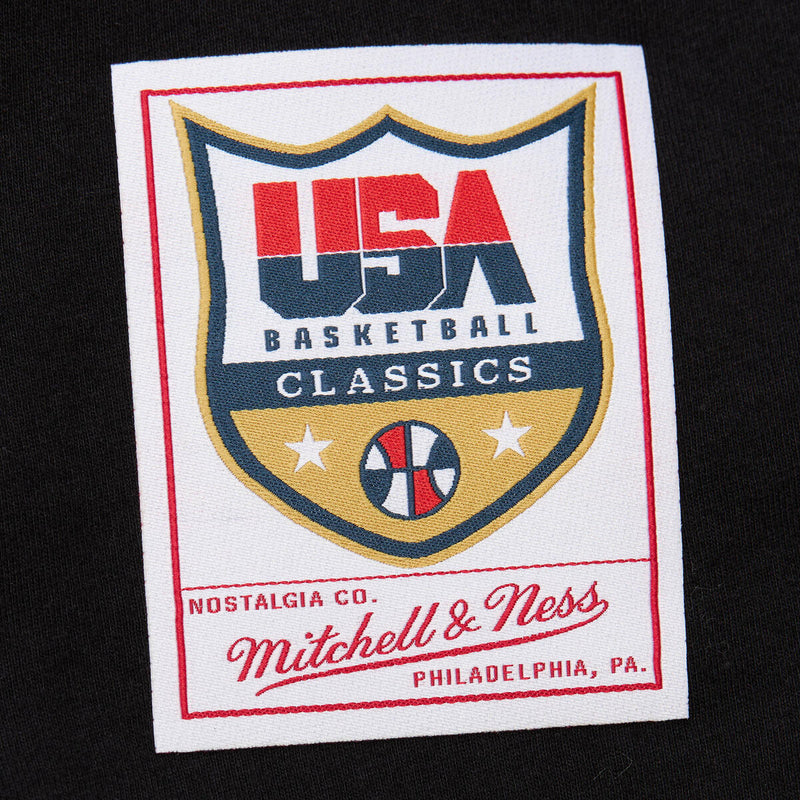 USA
BASKETBALL
CLASSICS
NOSTALGIA CO.
Mitchell & Ness
PHILADELPHIA, PA.